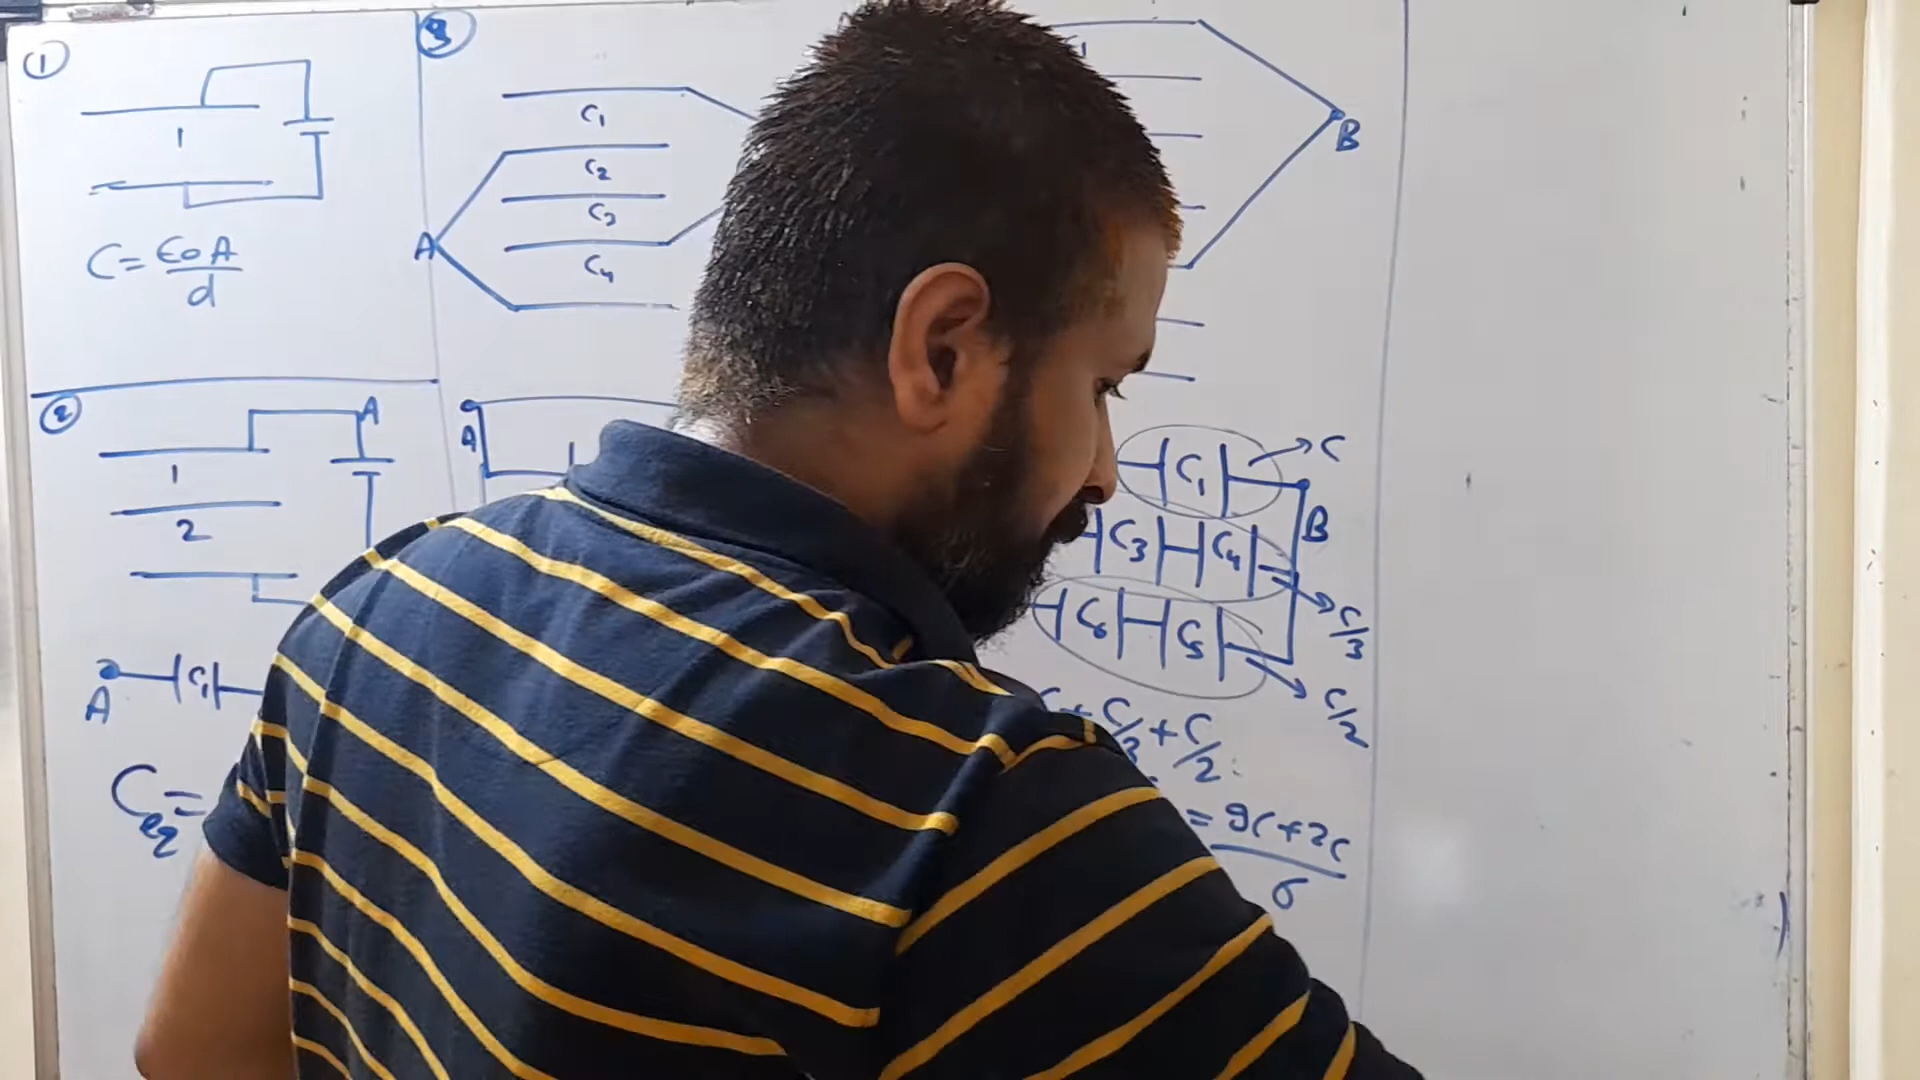 ①
1
C = ε₀A/d
②
A
1
2
A
C₁
C_eq =
③
C₁
C₂
C₃
C₄
A
A
B
C₁ → C
B
C₃ C₄ → C/3
C₆ C₅ → C/2
C + C/3 + C/2
= 9C + 2C / 6